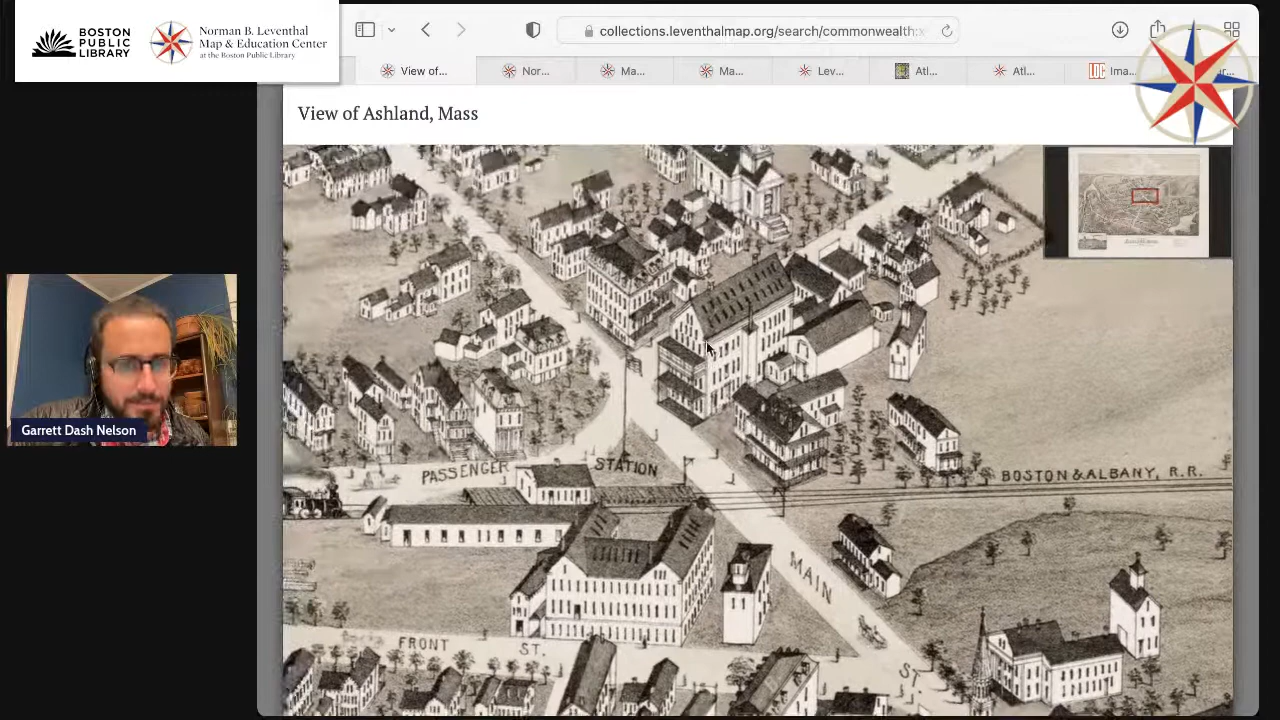 BOSTON
PUBLIC
LIBRARY
Norman B. Leventhal
Map & Education Center
at the Boston Public Library
collections.leventhalmap.org/search/commonwealth:x
View of...
Nor...
Ma...
Ma...
Lev...
Atl...
Atl...
LOC
Ima...
View of Ashland, Mass
PASSENGER STATION
BOSTON & ALBANY, R.R.
MAIN
ST.
FRONT ST.
Garrett Dash Nelson